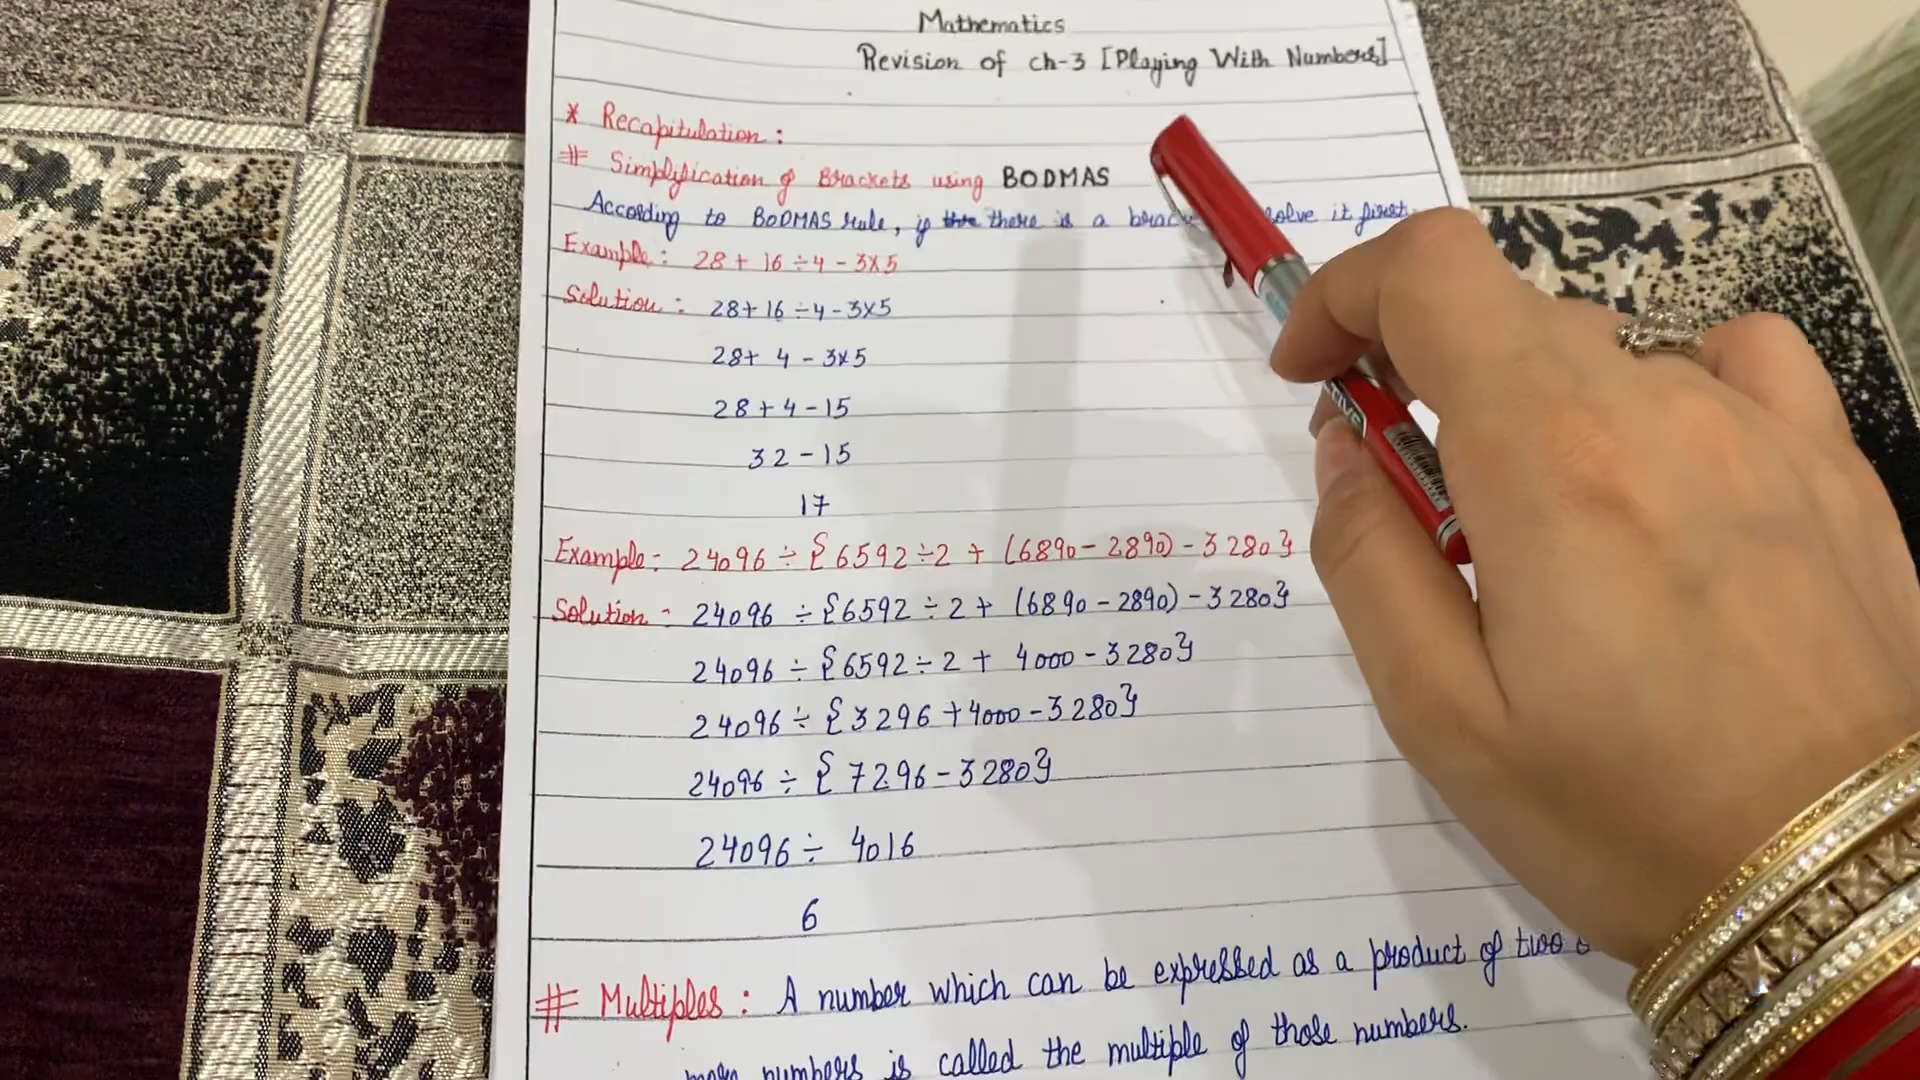 Mathematics
Revision of ch-3 [Playing With Numbers]
* Recapitulation :
# Simplification of Brackets using BODMAS
According to BODMAS rule, if there is a solve it first.
Example : 28 + 16 ÷ 4 - 3x5
Solution : 28 + 16 ÷ 4 - 3x5
28 + 4 - 3x5
28 + 4 - 15
32 - 15
17
Example : 24096 ÷ { 6592 ÷ 2 + (6890 - 2890) - 3280}
Solution - 24096 ÷ {6592 ÷ 2 + (6890 - 2890) - 3280}
24096 ÷ {6592 ÷ 2 + 4000 - 3280}
24096 ÷ {3296 + 4000 - 3280}
24096 ÷ { 7296 - 3280}
24096 ÷ 4016
6
# Multiples : A number which can be expressed as a product of two
more numbers is called the multiple of those numbers.